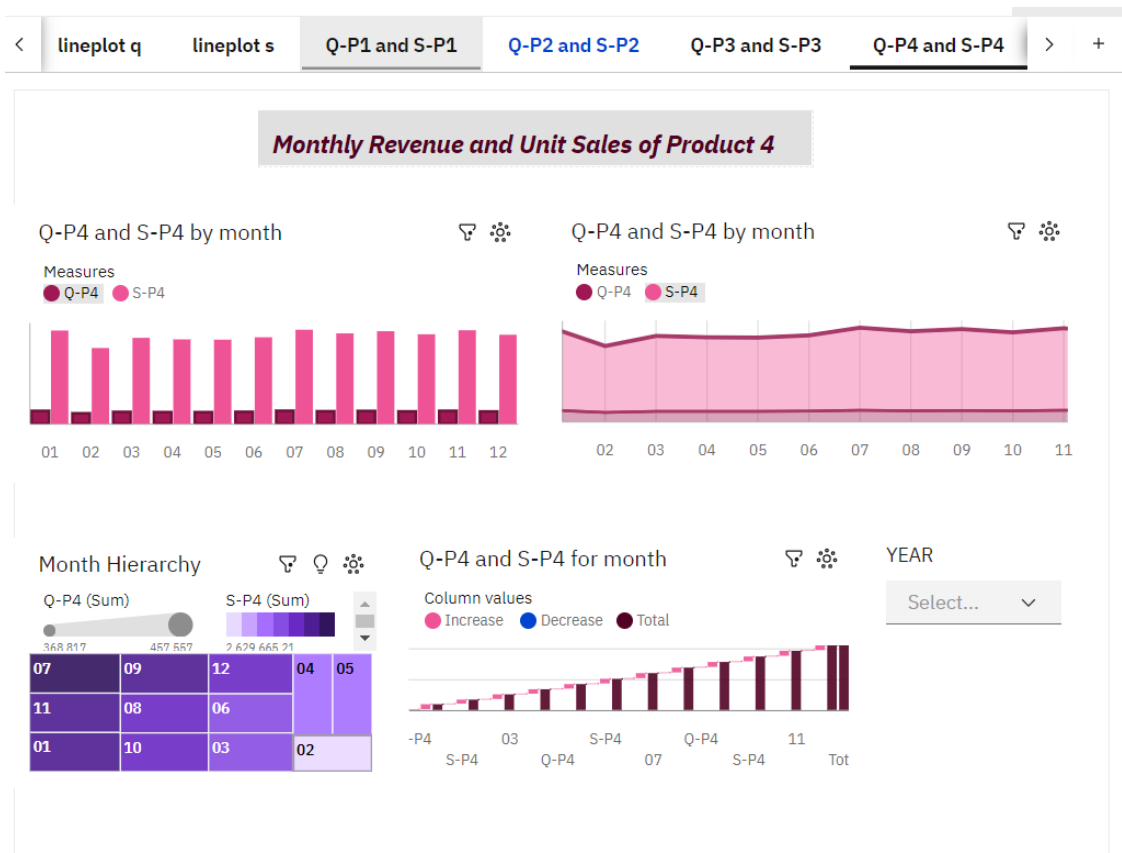 lineplot q lineplot s Q-P1 and S-P1 Q-P2 and S-P2 Q-P3 and S-P3 Q-P4 and S-P4
Monthly Revenue and Unit Sales of Product 4
Q-P4 and S-P4 by month
Measures
Q-P4 S-P4
01 02 03 04 05 06 07 08 09 10 11 12
Q-P4 and S-P4 by month
Measures
Q-P4 S-P4
02 03 04 05 06 07 08 09 10 11
Month Hierarchy
Q-P4 (Sum) S-P4 (Sum)
368 817 457 557 2 629 665 21
07 09 12 04 05
11 08 06
01 10 03 02
Q-P4 and S-P4 for month
Column values
Increase Decrease Total
-P4 03 S-P4 Q-P4 11
S-P4 Q-P4 07 S-P4 Tot
YEAR
Select...